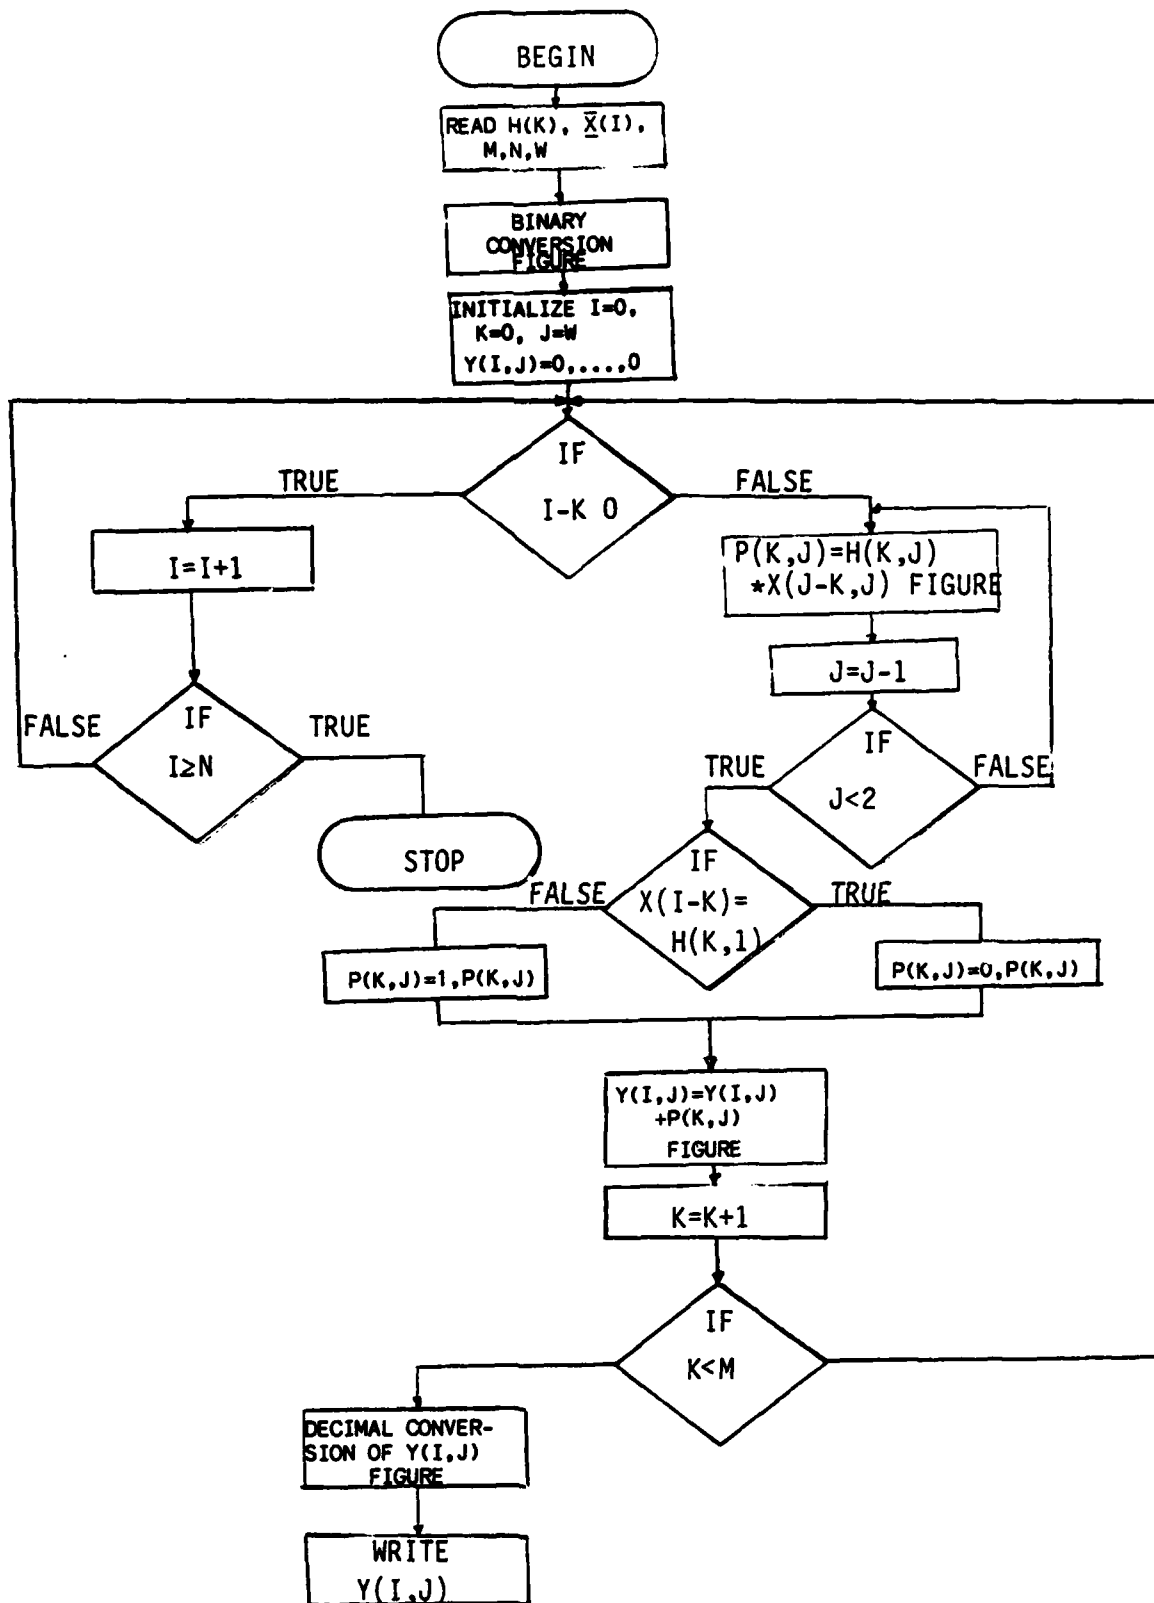 BEGIN
READ H(K), X(I),
M,N,W
BINARY
CONVERSION
FIGURE
INITIALIZE I=0,
K=0, J=W
Y(I,J)=0,...,0
IF
I-K 0
TRUE
FALSE
I=I+1
P(K,J)=H(K,J)
*X(J-K,J) FIGURE
J=J-1
IF
I≥N
FALSE
TRUE
IF
J<2
TRUE
FALSE
STOP
IF
X(I-K)=
H(K,1)
FALSE
TRUE
P(K,J)=1,P(K,J)
P(K,J)=0,P(K,J)
Y(I,J)=Y(I,J)
+P(K,J)
FIGURE
K=K+1
IF
K<M
DECIMAL CONVER-
SION OF Y(I,J)
FIGURE
WRITE
Y(I,J)